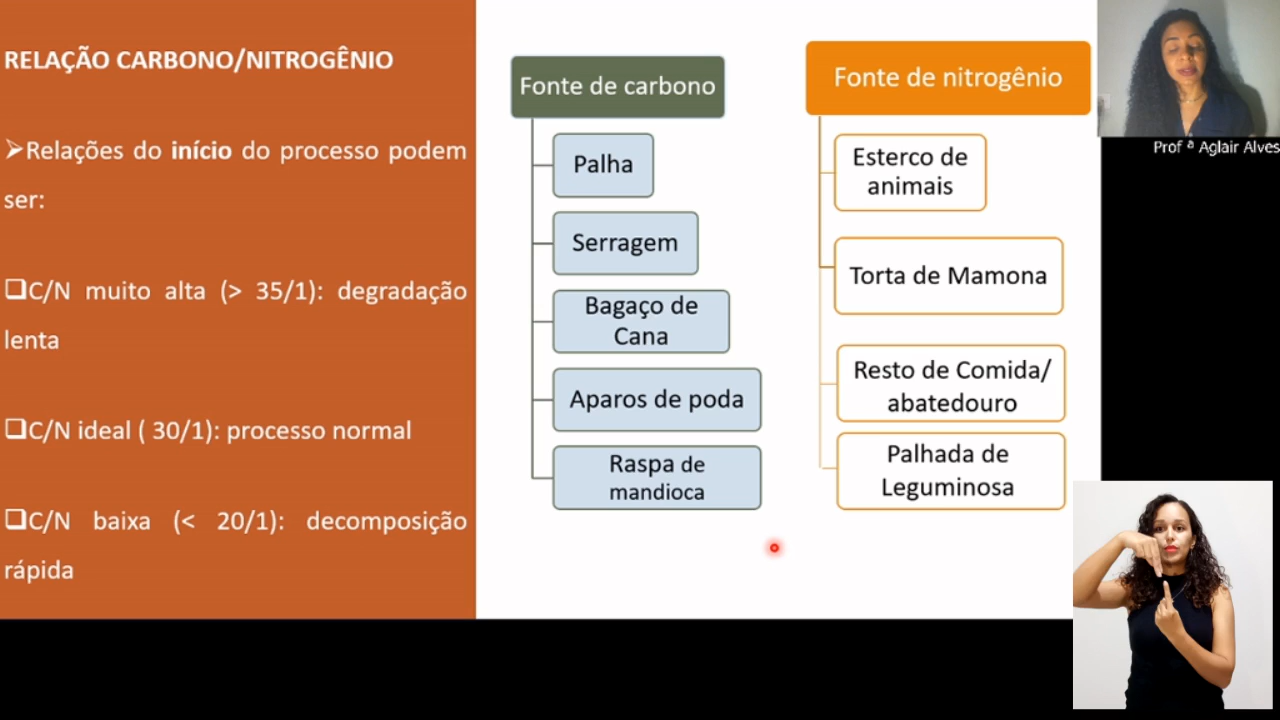 RELAÇÃO CARBONO/NITROGÊNIO
➢Relações do início do processo podem
ser:
❑C/N muito alta (> 35/1): degradação
lenta
❑C/N ideal ( 30/1): processo normal
❑C/N baixa (< 20/1): decomposição
rápida
Fonte de carbono
Palha
Serragem
Bagaço de
Cana
Aparos de poda
Raspa de
mandioca
Fonte de nitrogênio
Esterco de
animais
Torta de Mamona
Resto de Comida/
abatedouro
Palhada de
Leguminosa
Prof ª Aglair Alves